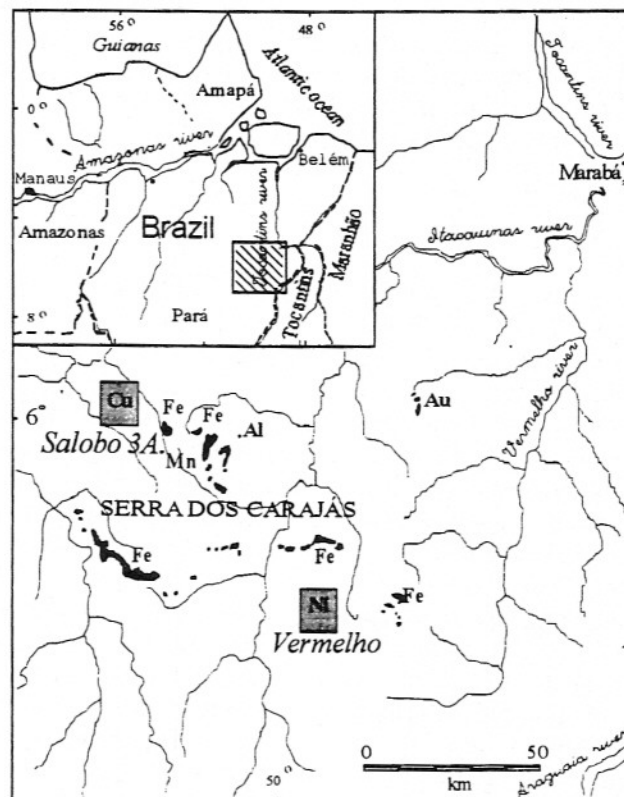 56° 48°
Guianas
Atlantic ocean
Amapá
0°
Amazonas river
Belém
Manaus
Amazonas
Brazil
Tocantins river
Maranhão
Tocantins
Pará
8°
Tocantins river
Marabá
Itacaiunas river
Vermelho river
6°
Cu
Salobo 3A.
Fe Fe
Al
Mn
Au
SERRA DOS CARAJAS
Fe
Fe
Ni
Vermelho
Fe
0 50
km
50°
Araguaia river